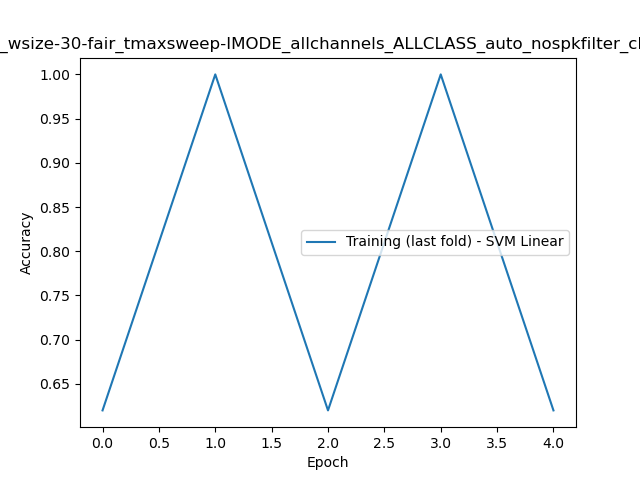 _wsize-30-fair_tmaxsweep-IMODE_allchannels_ALLCLASS_auto_nospkfilter_cl
1.00
0.95
0.90
0.85
0.80
0.75
0.70
0.65
Accuracy
Training (last fold) - SVM Linear
0.0 0.5 1.0 1.5 2.0 2.5 3.0 3.5 4.0
Epoch